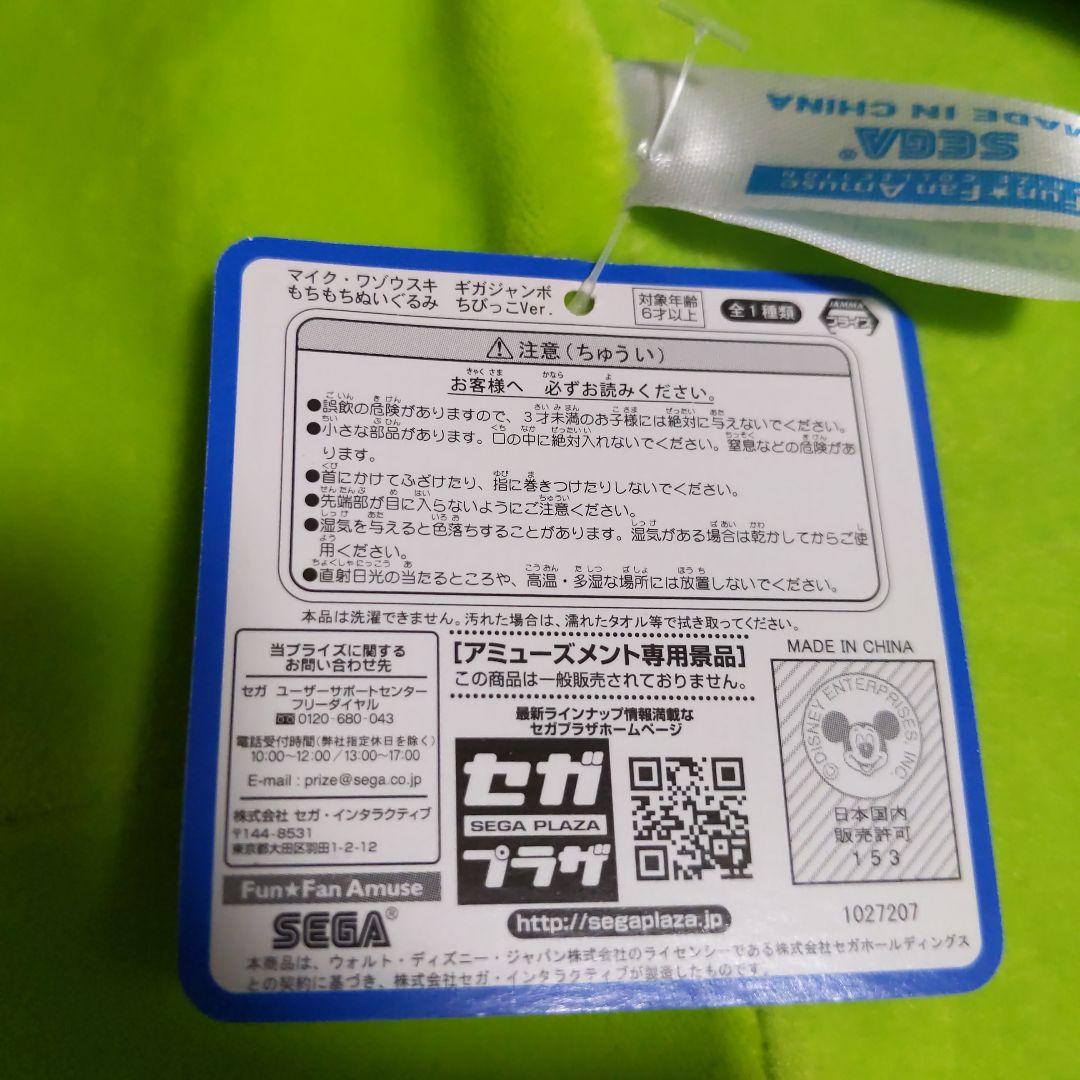 MADE IN CHINA
SEGA®
Fun★Fan Amuse
マイク・ワゾウスキ ギガジャンボ
もちもちぬいぐるみ ちびっこVer.
対象年齢
6才以上
全1種類
JAMMA
プライズ
⚠注意(ちゅうい)
お客様へ 必ずお読みください。
●誤飲の危険がありますので、3才未満のお子様には絶対に与えないでください。
●小さな部品があります。口の中に絶対入れないでください。窒息などの危険があ
ります。
●首にかけてふざけたり、指に巻きつけたりしないでください。
●先端部が目に入らないようにご注意ください。
●湿気を与えると色落ちすることがあります。湿気がある場合は乾かしてからご使
用ください。
●直射日光の当たるところや、高温・多湿な場所には放置しないでください。
本品は洗濯できません。汚れた場合は、濡れたタオル等で拭き取ってください。
当プライズに関する
お問い合わせ先
セガ ユーザーサポートセンター
フリーダイヤル
0120-680-043
電話受付時間(弊社指定休日を除く)
10:00~12:00/13:00~17:00
E-mail : prize@sega.co.jp
株式会社 セガ・インタラクティブ
〒144-8531
東京都大田区羽田1-2-12
Fun★Fan Amuse
SEGA®
[アミューズメント専用景品]
この商品は一般販売されておりません。
最新ラインナップ情報満載な
セガプラザホームページ
セガ
SEGA PLAZA
プラザ
http://segaplaza.jp
MADE IN CHINA
©DISNEY ENTERPRISES, INC.
日本国内
販売許可
153
1027207
本商品は、ウォルト・ディズニー・ジャパン株式会社のライセンシーである株式会社セガホールディングス
との契約に基づき、株式会社セガ・インタラクティブが製造したものです。